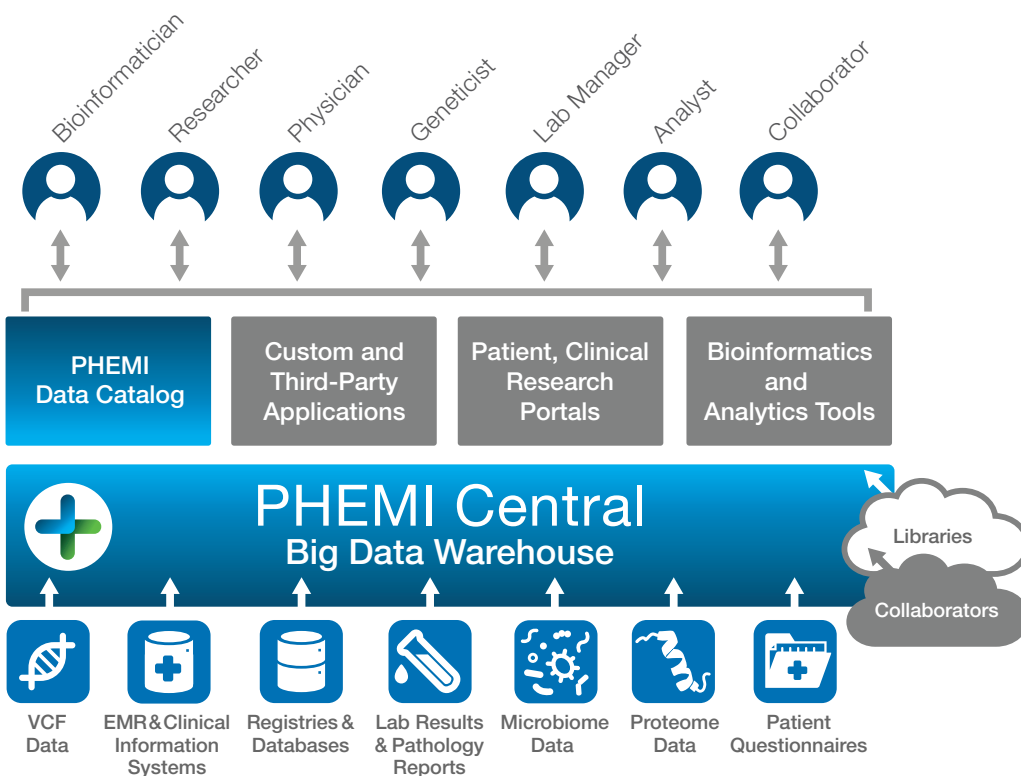 Bioinformatician
Researcher
Physician
Geneticist
Lab Manager
Analyst
Collaborator
PHEMI
Data Catalog
Custom and
Third-Party
Applications
Patient, Clinical
Research
Portals
Bioinformatics
and
Analytics Tools
PHEMI Central
Big Data Warehouse
Libraries
Collaborators
VCF
Data
EMR & Clinical
Information
Systems
Registries &
Databases
Lab Results
& Pathology
Reports
Microbiome
Data
Proteome
Data
Patient
Questionnaires